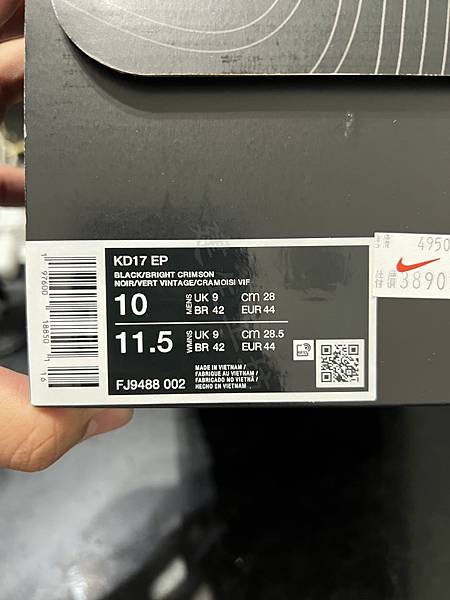 KD17 EP
BLACK/BRIGHT CRIMSON
NOIR/VERT VINTAGE/CRAMOISI VIF
10 MENS UK 9 CM 28
BR 42 EUR 44
11.5 WMNS UK 9 CM 28.5
BR 42 EUR 44
FJ9488 002
MADE IN VIETNAM /
FABRIQUÉ AU VIETNAM /
FABRICADO NO VIETNÃ /
HECHO EN VIETNAM
4950
特價 3890